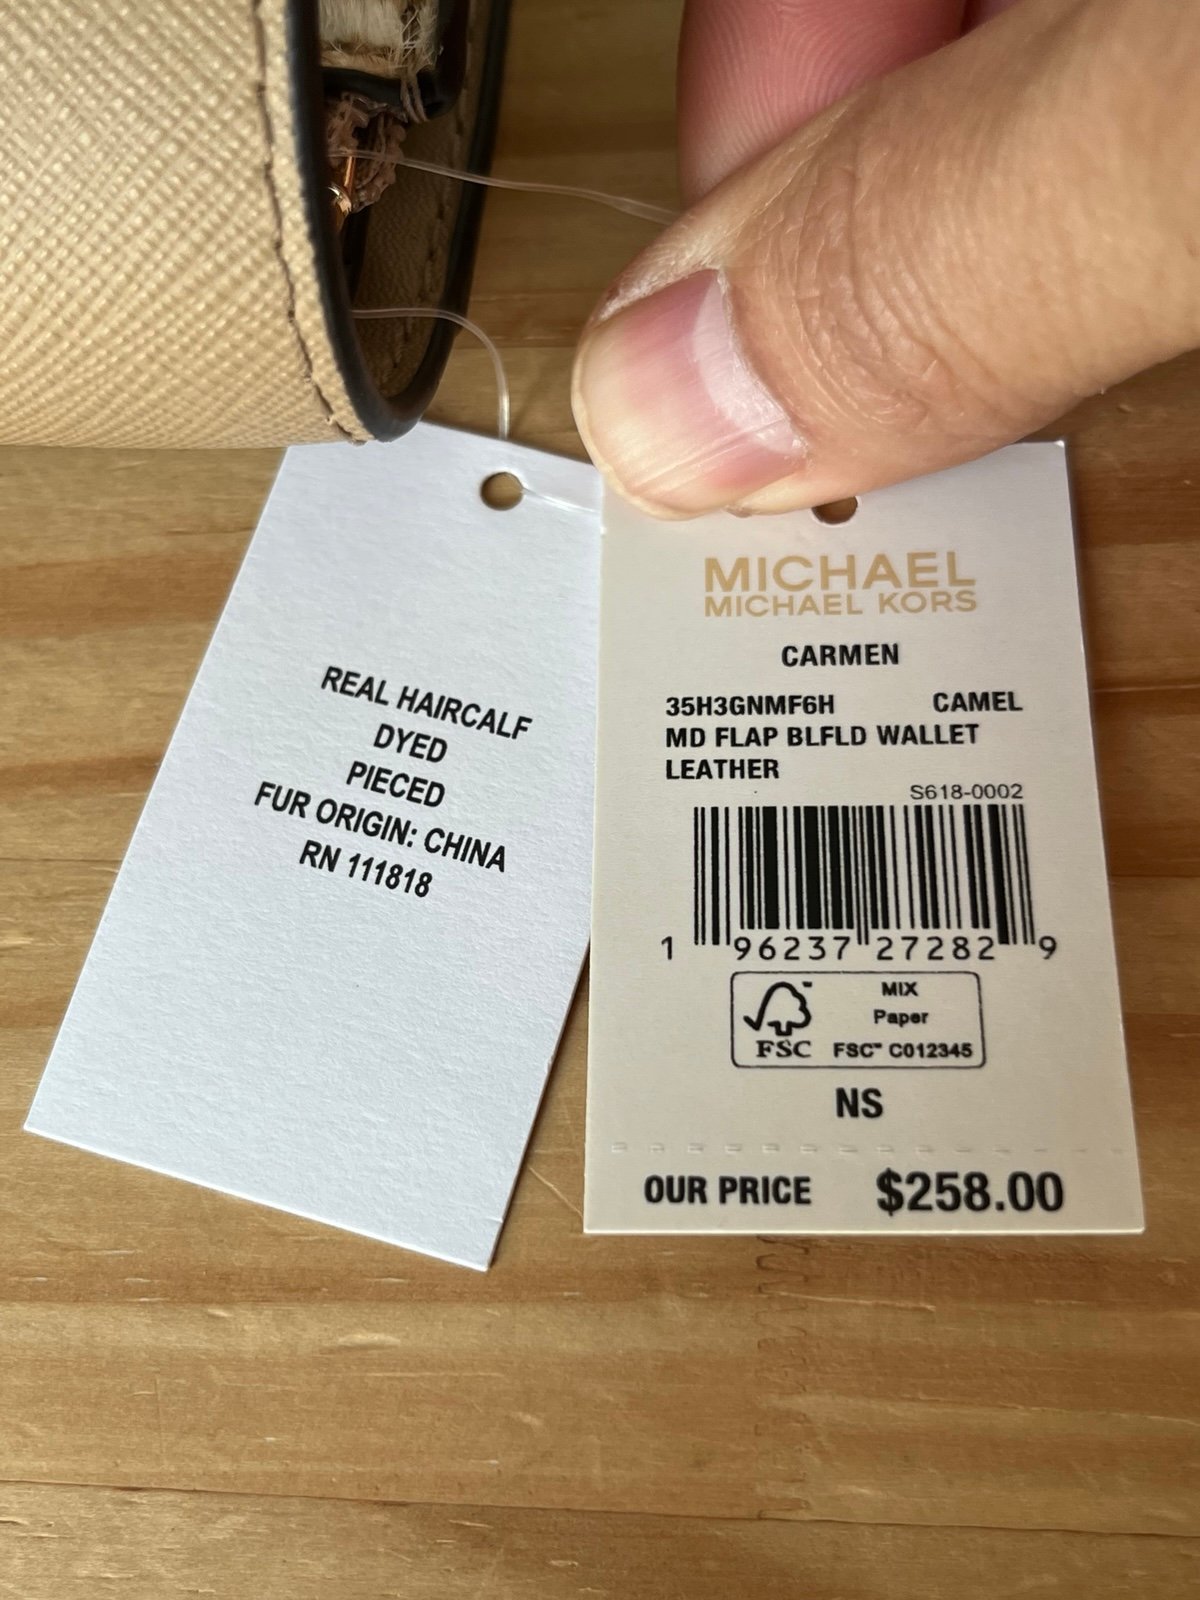 REAL HAIRCALF
DYED
PIECED
FUR ORIGIN: CHINA
RN 111818
MICHAEL
MICHAEL KORS
CARMEN
35H3GNMF6H CAMEL
MD FLAP BLFLD WALLET
LEATHER
S618-0002
1 96237 27282 9
FSC
MIX
Paper
FSC™ C012345
NS
OUR PRICE $258.00